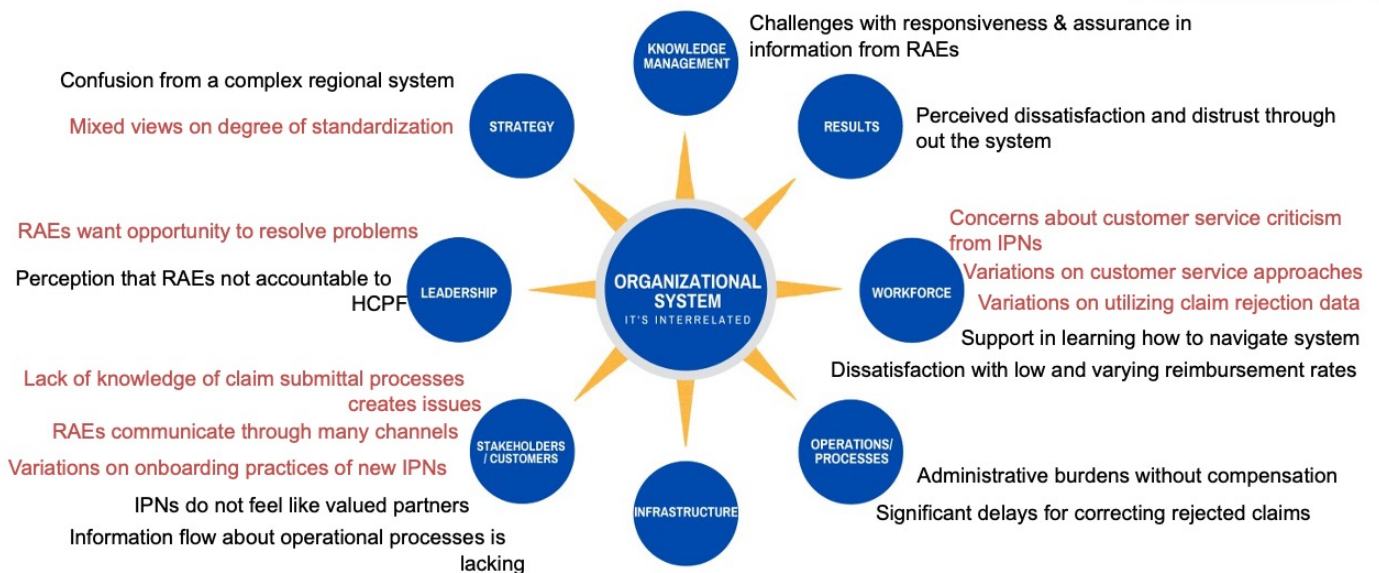 KNOWLEDGE
MANAGEMENT
Challenges with responsiveness & assurance in
information from RAEs
Confusion from a complex regional system
Mixed views on degree of standardization
STRATEGY
RESULTS
Perceived dissatisfaction and distrust through
out the system
RAEs want opportunity to resolve problems
Perception that RAEs not accountable to
HCPF
LEADERSHIP
ORGANIZATIONAL
SYSTEM
IT'S INTERRELATED
WORKFORCE
Concerns about customer service criticism
from IPNs
Variations on customer service approaches
Variations on utilizing claim rejection data
Support in learning how to navigate system
Dissatisfaction with low and varying reimbursement rates
Lack of knowledge of claim submittal processes
creates issues
RAEs communicate through many channels
Variations on onboarding practices of new IPNs
IPNs do not feel like valued partners
Information flow about operational processes is
lacking
STAKEHOLDERS
/ CUSTOMERS
INFRASTRUCTURE
OPERATIONS/
PROCESSES
Administrative burdens without compensation
Significant delays for correcting rejected claims